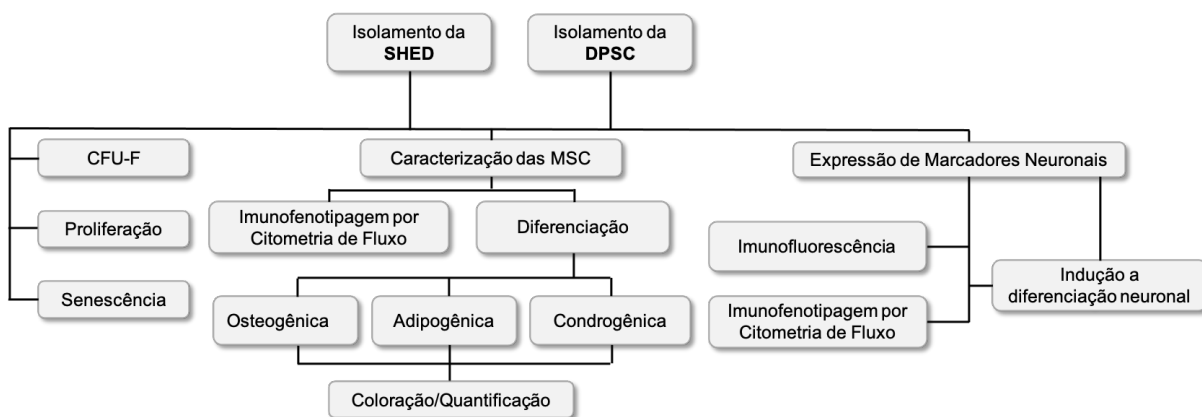 Isolamento da
SHED
Isolamento da
DPSC
CFU-F
Proliferação
Senescência
Caracterização das MSC
Imunofenotipagem por
Citometria de Fluxo
Diferenciação
Osteogênica
Adipogênica
Condrogênica
Coloração/Quantificação
Expressão de Marcadores Neuronais
Imunofluorescência
Imunofenotipagem por
Citometria de Fluxo
Indução a
diferenciação neuronal